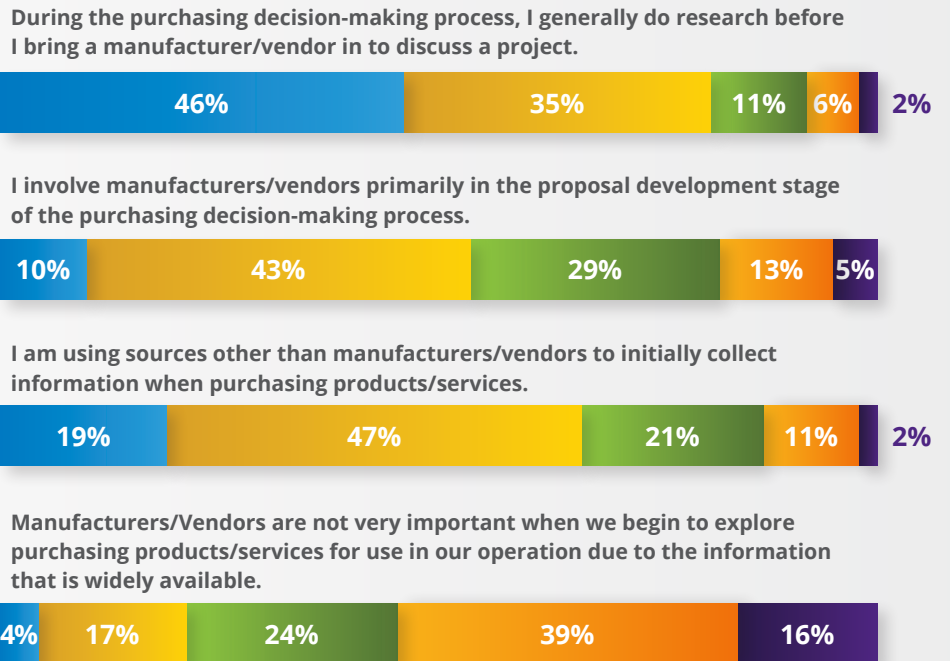 During the purchasing decision-making process, I generally do research before
I bring a manufacturer/vendor in to discuss a project.
46% 35% 11% 6% 2%
I involve manufacturers/vendors primarily in the proposal development stage
of the purchasing decision-making process.
10% 43% 29% 13% 5%
I am using sources other than manufacturers/vendors to initially collect
information when purchasing products/services.
19% 47% 21% 11% 2%
Manufacturers/Vendors are not very important when we begin to explore
purchasing products/services for use in our operation due to the information
that is widely available.
4% 17% 24% 39% 16%